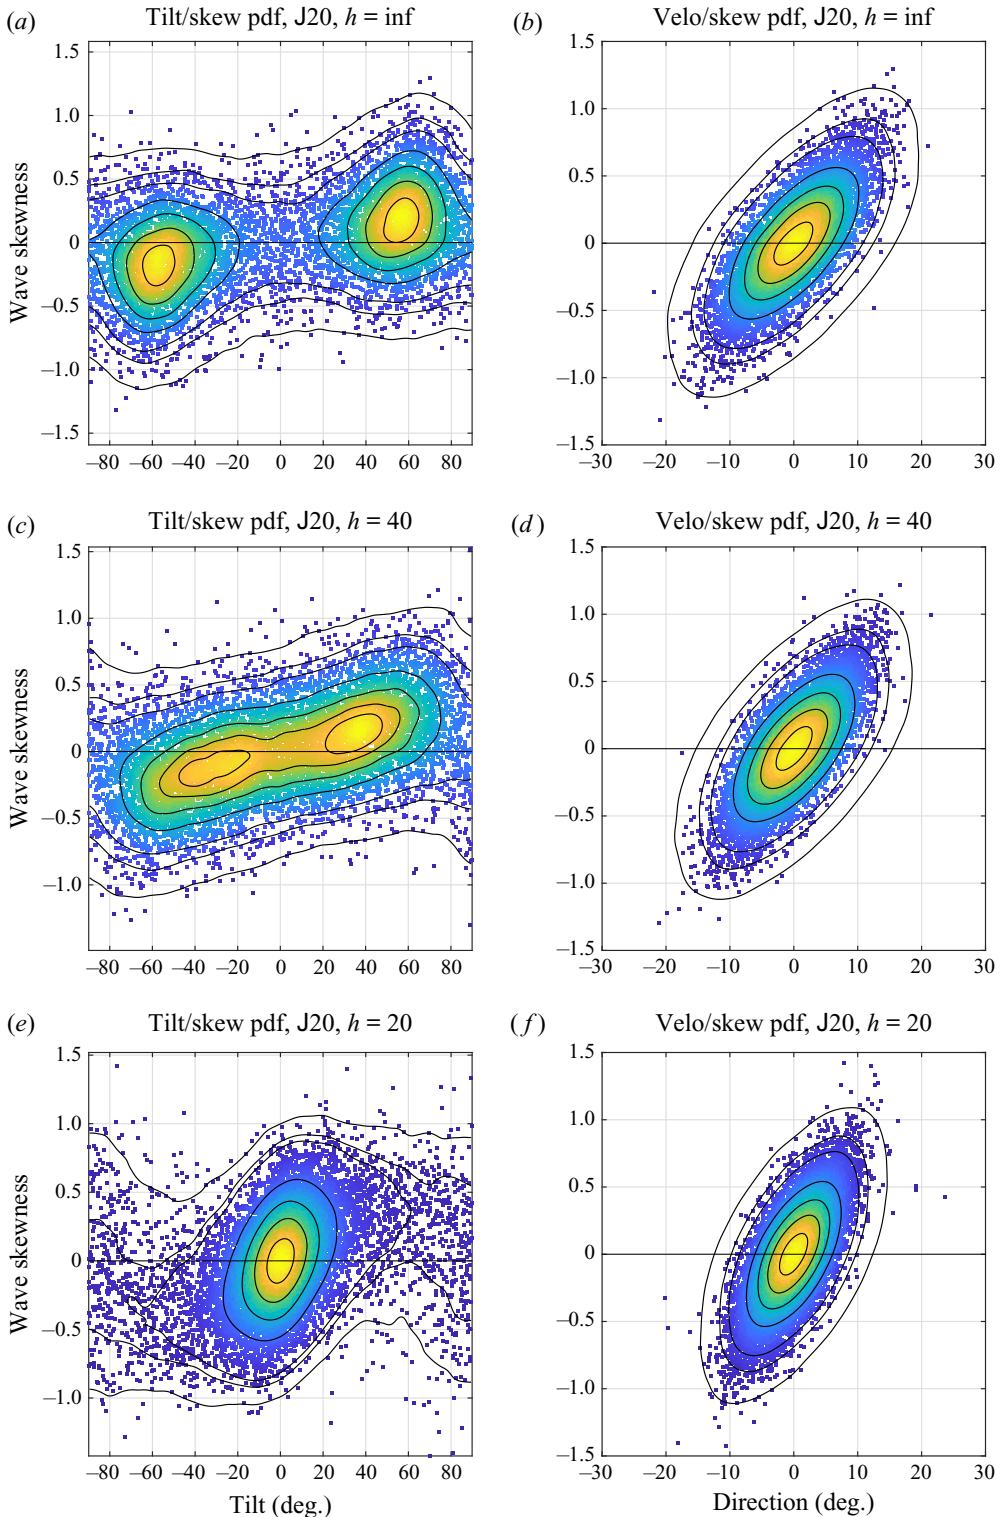 (a) Tilt/skew pdf, J20, h = inf
1.5
1.0
0.5
0
–0.5
–1.0
–1.5
Wave skewness
–80 –60 –40 –20 0 20 40 60 80
(b) Velo/skew pdf, J20, h = inf
1.5
1.0
0.5
0
–0.5
–1.0
–1.5
–30 –20 –10 0 10 20 30
(c) Tilt/skew pdf, J20, h = 40
1.5
1.0
0.5
0
–0.5
–1.0
Wave skewness
–80 –60 –40 –20 0 20 40 60 80
(d) Velo/skew pdf, J20, h = 40
1.5
1.0
0.5
0
–0.5
–1.0
–1.5
–30 –20 –10 0 10 20 30
(e) Tilt/skew pdf, J20, h = 20
1.5
1.0
0.5
0
–0.5
–1.0
Wave skewness
–80 –60 –40 –20 0 20 40 60 80
Tilt (deg.)
(f) Velo/skew pdf, J20, h = 20
1.5
1.0
0.5
0
–0.5
–1.0
–1.5
–30 –20 –10 0 10 20 30
Direction (deg.)